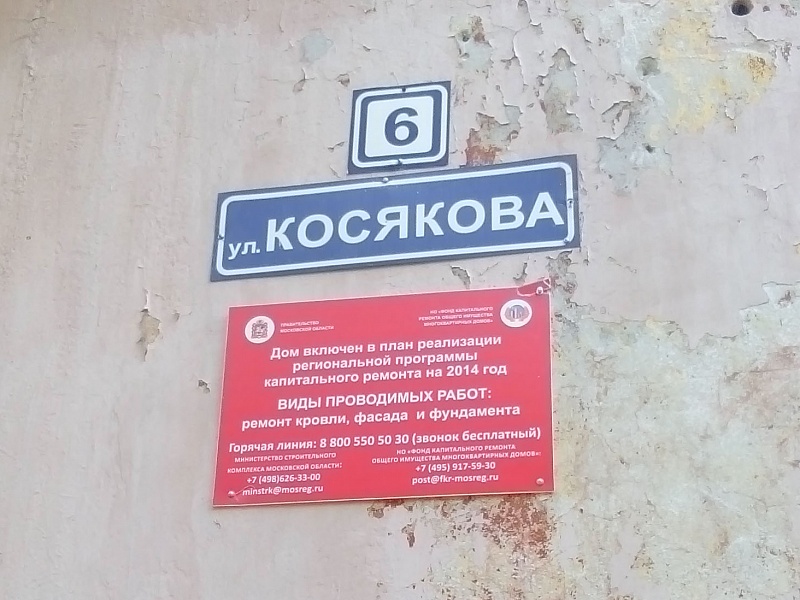 6
ул. КОСЯКОВА
ПРАВИТЕЛЬСТВО
МОСКОВСКОЙ ОБЛАСТИ
НО «ФОНД КАПИТАЛЬНОГО
РЕМОНТА ОБЩЕГО ИМУЩЕСТВА
МНОГОКВАРТИРНЫХ ДОМОВ»
Дом включен в план реализации
региональной программы
капитального ремонта на 2014 год
ВИДЫ ПРОВОДИМЫХ РАБОТ:
ремонт кровли, фасада и фундамента
Горячая линия: 8 800 550 50 30 (звонок бесплатный)
МИНИСТЕРСТВО СТРОИТЕЛЬНОГО
КОМПЛЕКСА МОСКОВСКОЙ ОБЛАСТИ:
+7 (498)626-33-00
minstrk@mosreg.ru
НО «ФОНД КАПИТАЛЬНОГО РЕМОНТА
ОБЩЕГО ИМУЩЕСТВА МНОГОКВАРТИРНЫХ ДОМОВ»:
+7 (495) 917-59-30
post@fkr-mosreg.ru